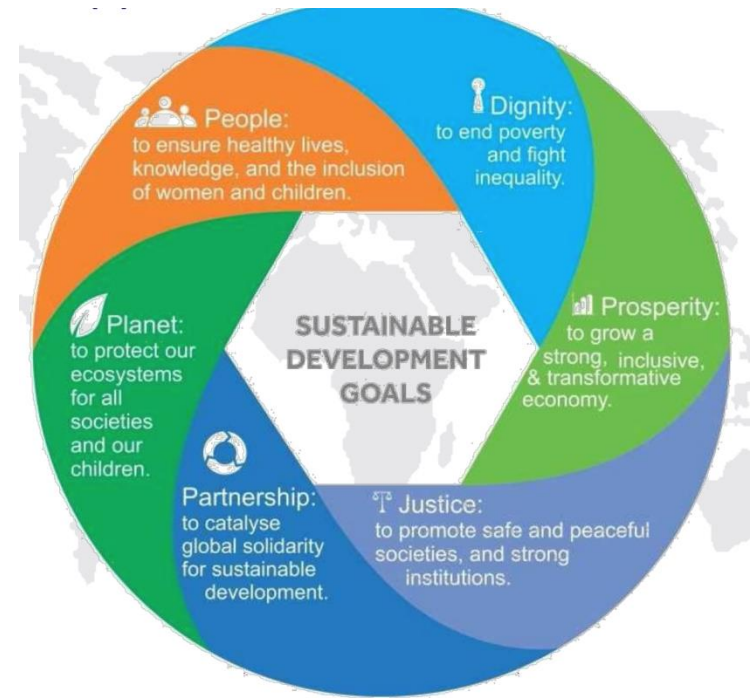 People:
to ensure healthy lives,
knowledge, and the inclusion
of women and children.
Dignity:
to end poverty
and fight
inequality.
Prosperity:
to grow a
strong, inclusive,
& transformative
economy.
Justice:
to promote safe and peaceful
societies, and strong
institutions.
Partnership:
to catalyse
global solidarity
for sustainable
development.
Planet:
to protect our
ecosystems
for all
societies
and our
children.
SUSTAINABLE
DEVELOPMENT
GOALS